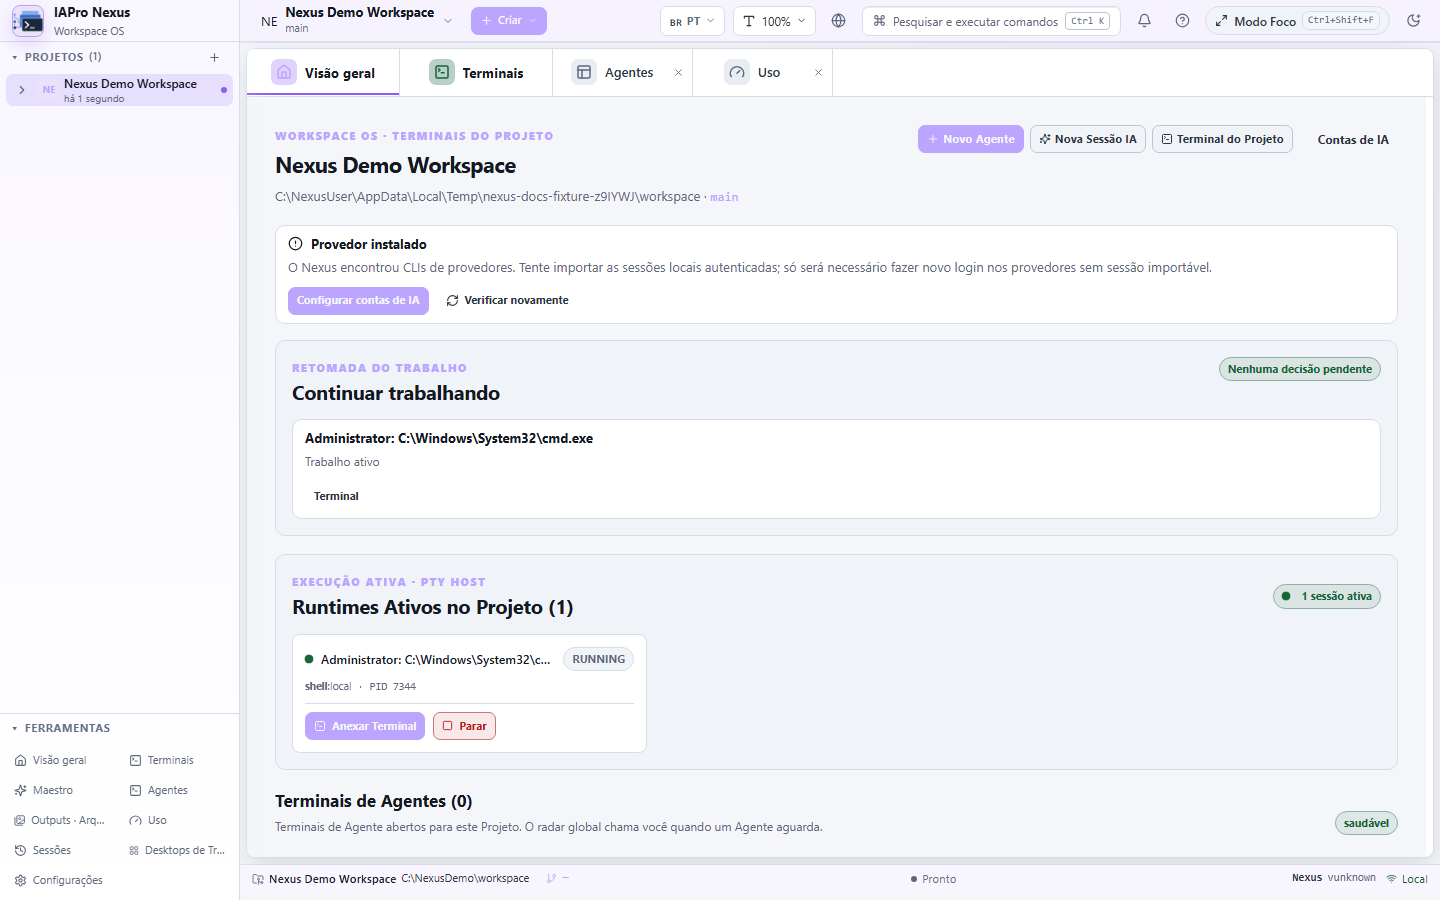 IAPro Nexus
Workspace OS
NE
Nexus Demo Workspace
main
Criar
BR PT
100%
Pesquisar e executar comandos
Ctrl K
Modo Foco
Ctrl+Shift+F
PROJETOS (1)
NE
Nexus Demo Workspace
há 1 segundo
Visão geral
Terminais
Agentes
Uso
WORKSPACE OS · TERMINAIS DO PROJETO
Nexus Demo Workspace
C:\NexusUser\AppData\Local\Temp\nexus-docs-fixture-z9IYWJ\workspace · main
Novo Agente
Nova Sessão IA
Terminal do Projeto
Contas de IA
Provedor instalado
O Nexus encontrou CLIs de provedores. Tente importar as sessões locais autenticadas; só será necessário fazer novo login nos provedores sem sessão importável.
Configurar contas de IA
Verificar novamente
RETOMADA DO TRABALHO
Continuar trabalhando
Nenhuma decisão pendente
Administrator: C:\Windows\System32\cmd.exe
Trabalho ativo
Terminal
EXECUÇÃO ATIVA · PTY HOST
Runtimes Ativos no Projeto (1)
1 sessão ativa
Administrator: C:\Windows\System32\c...
RUNNING
shell:local · PID 7344
Anexar Terminal
Parar
Terminais de Agentes (0)
Terminais de Agente abertos para este Projeto. O radar global chama você quando um Agente aguarda.
saudável
FERRAMENTAS
Visão geral
Terminais
Maestro
Agentes
Outputs · Arq...
Uso
Sessões
Desktops de Tr...
Configurações
Nexus Demo Workspace C:\NexusDemo\workspace
—
Pronto
Nexus vunknown
Local